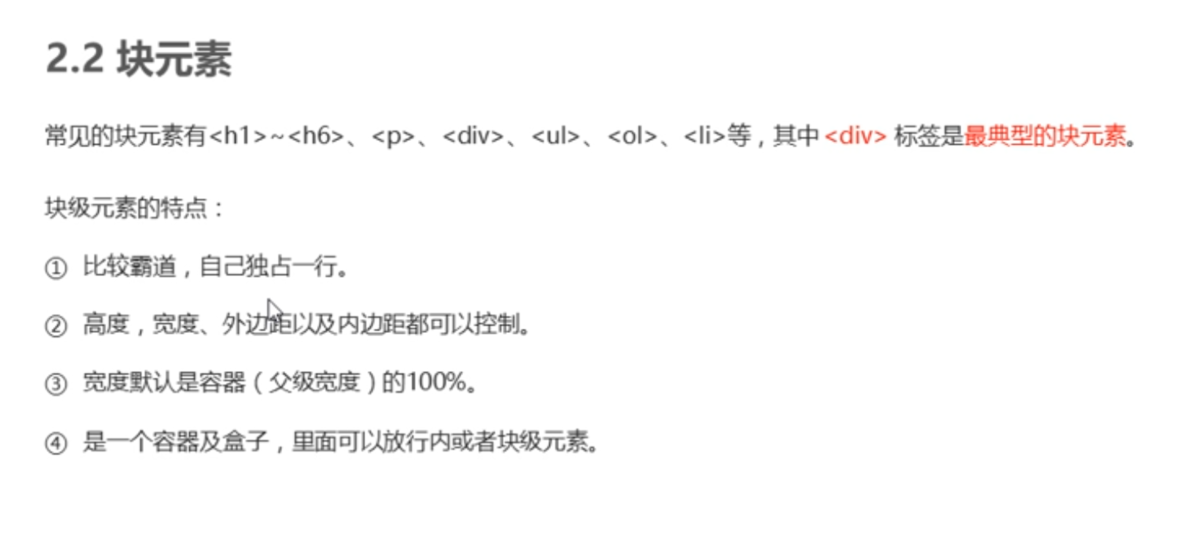 2.2 块元素
常见的块元素有<h1>~<h6>、<p>、<div>、<ul>、<ol>、<li>等，其中 <div> 标签是最典型的块元素。
块级元素的特点：
① 比较霸道，自己独占一行。
② 高度，宽度、外边距以及内边距都可以控制。
③ 宽度默认是容器（父级宽度）的100%。
④ 是一个容器及盒子，里面可以放行内或者块级元素。